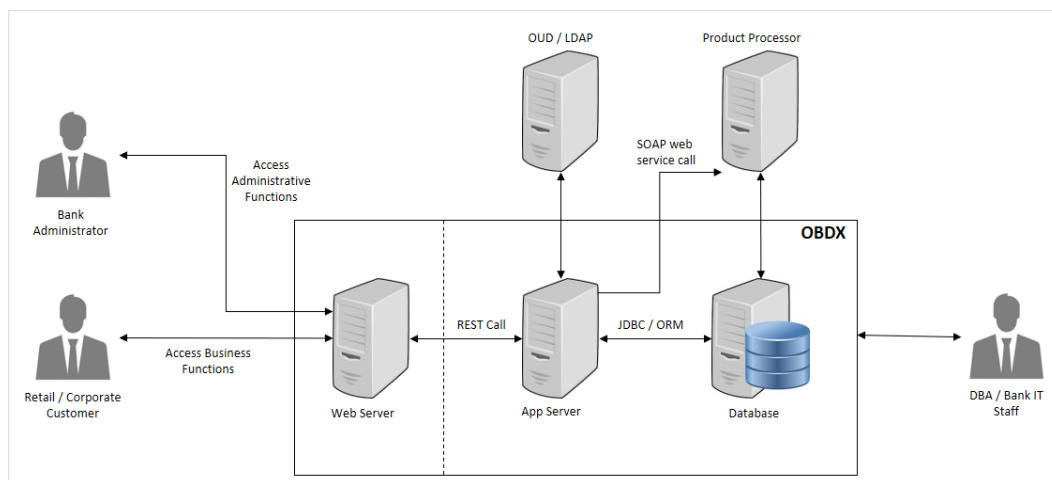 OUD / LDAP
Product Processor
SOAP web
service call
Access
Administrative
Functions
Bank
Administrator
OBDX
REST Call
JDBC / ORM
Access Business
Functions
Retail / Corporate
Customer
Web Server
App Server
Database
DBA / Bank IT
Staff